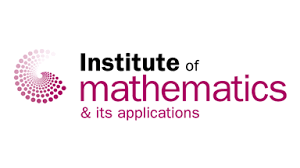 Institute of
mathematics
& its applications